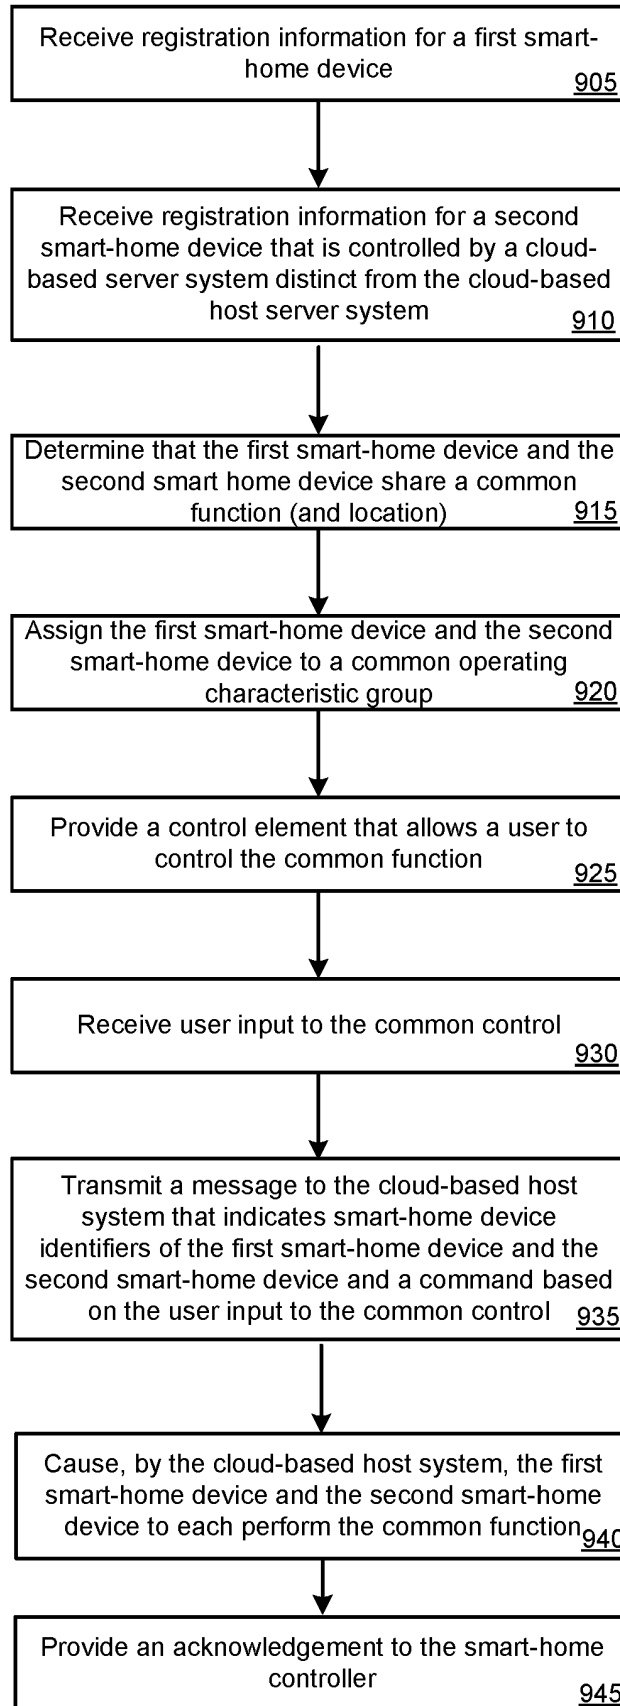 Receive registration information for a first smart-
home device
905
Receive registration information for a second
smart-home device that is controlled by a cloud-
based server system distinct from the cloud-based
host server system
910
Determine that the first smart-home device and the
second smart home device share a common
function (and location)
915
Assign the first smart-home device and the second
smart-home device to a common operating
characteristic group
920
Provide a control element that allows a user to
control the common function
925
Receive user input to the common control
930
Transmit a message to the cloud-based host
system that indicates smart-home device
identifiers of the first smart-home device and the
second smart-home device and a command based
on the user input to the common control
935
Cause, by the cloud-based host system, the first
smart-home device and the second smart-home
device to each perform the common function
940
Provide an acknowledgement to the smart-home
controller
945